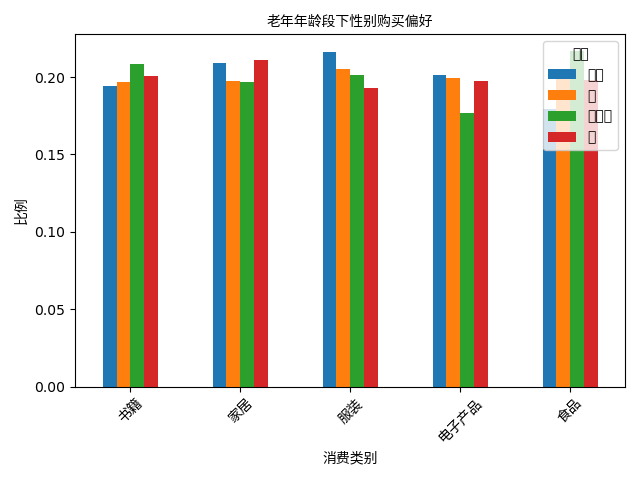 老年年龄段下性别购买偏好
比例
0.20
0.15
0.10
0.05
0.00
书籍
家居
服装
电子产品
食品
消费类别